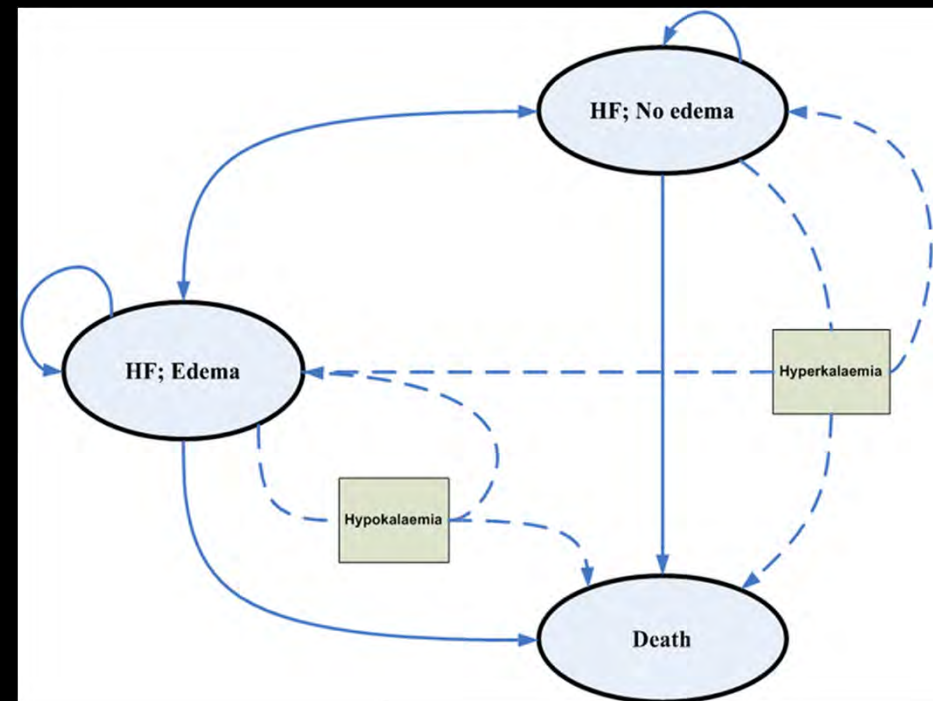 HF; No edema
HF; Edema
Hyperkalaemia
Hypokalaemia
Death